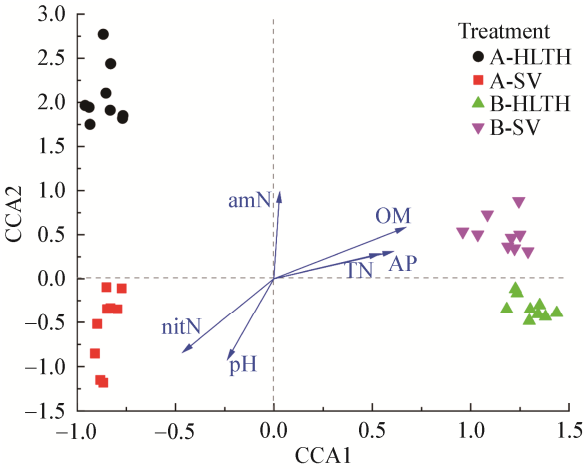 Treatment
A-HLTH
A-SV
B-HLTH
B-SV
3.0
2.5
2.0
1.5
1.0
0.5
0.0
−0.5
−1.0
−1.5
CCA2
amN
OM
TN
AP
nitN
pH
−1.0
−0.5
0.0
0.5
1.0
1.5
CCA1